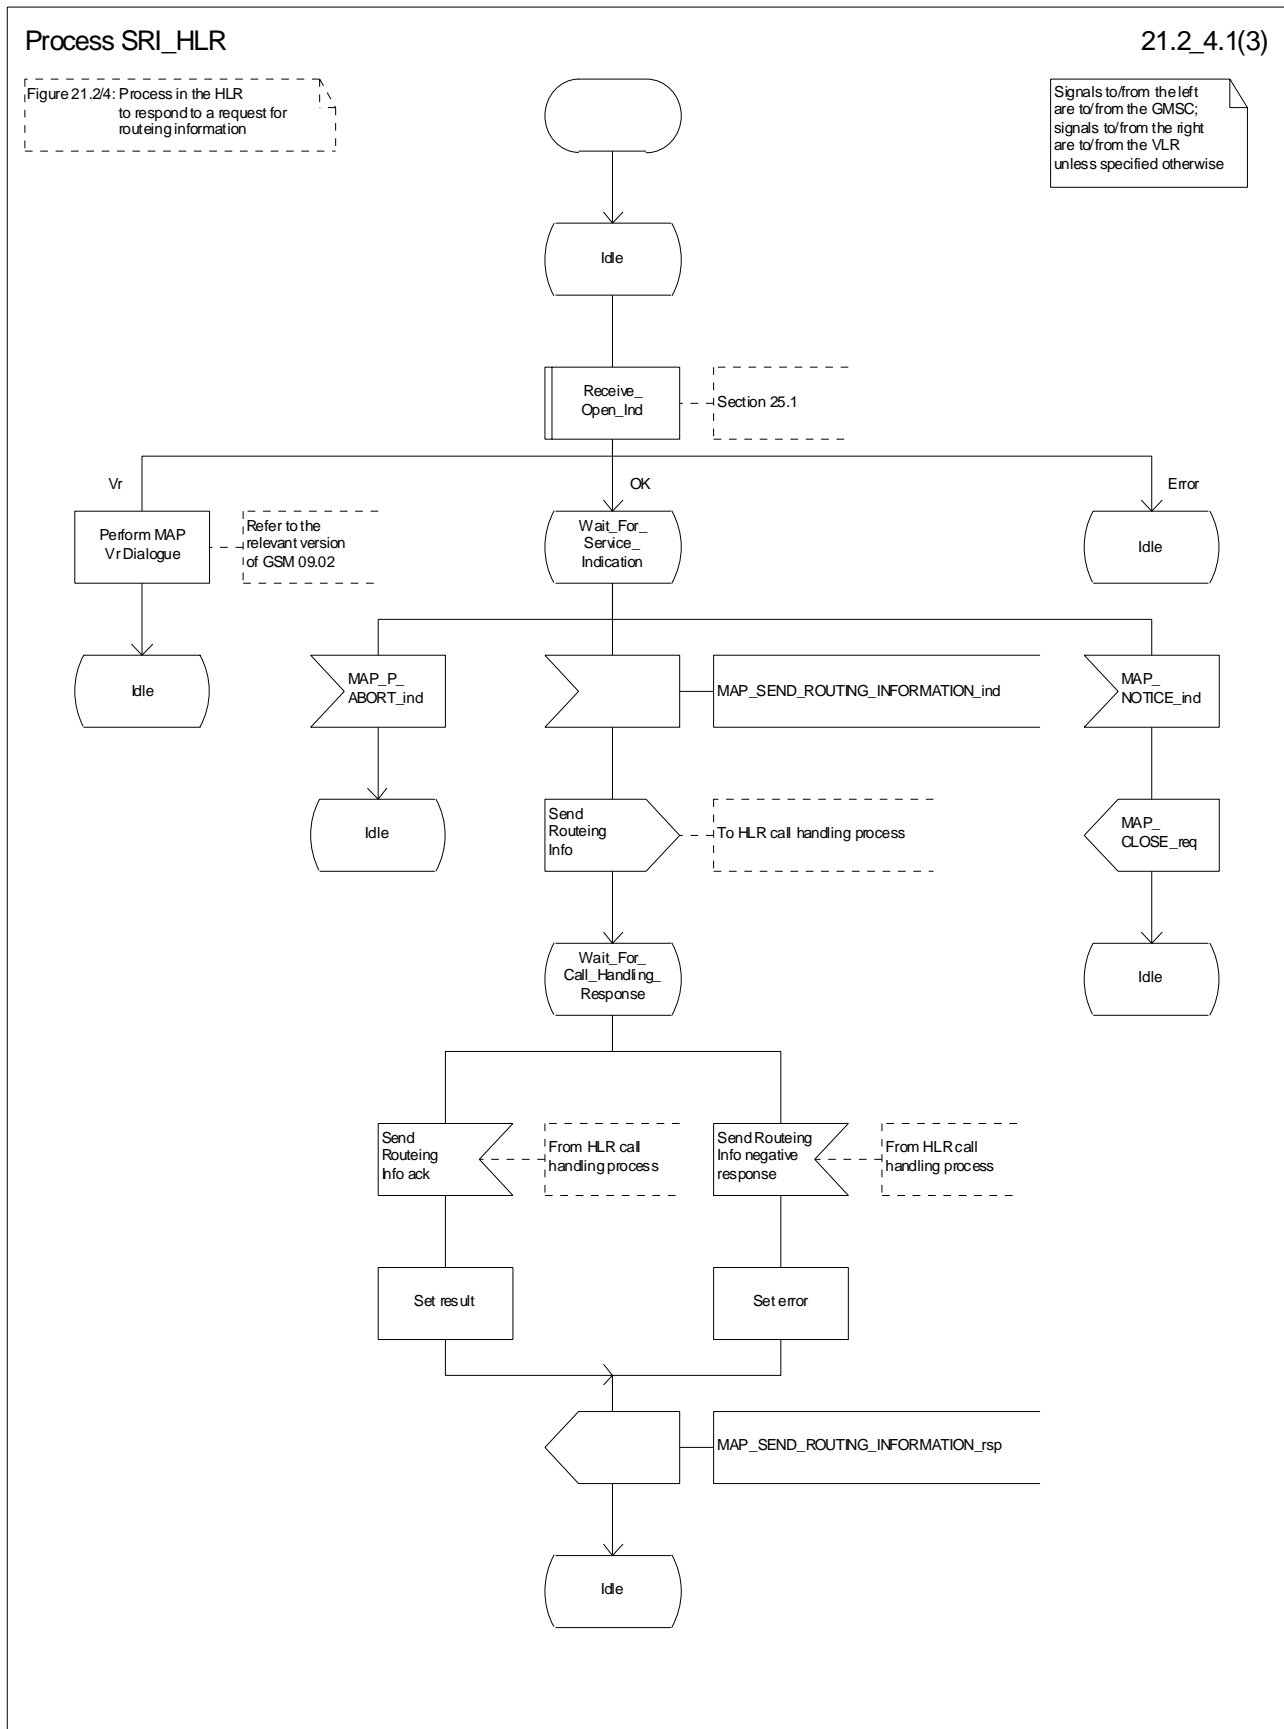 Process SRI_HLR
21.2_4.1(3)
Figure 21.2/4: Process in the HLR
to respond to a request for
routeing information
Signals to/from the left
are to/from the GMSC;
signals to/from the right
are to/from the VLR
unless specified otherwise
Idle
Receive_
Open_Ind
Section 25.1
Vr
OK
Error
Perform MAP
Vr Dialogue
Refer to the
relevant version
of GSM 09.02
Wait_For_
Service_
Indication
Idle
Idle
MAP_P_
ABORT_ind
MAP_SEND_ROUTING_INFORMATION_ind
MAP_
NOTICE_ind
Idle
Send
Routeing
Info
To HLR call handling process
MAP_
CLOSE_req
Wait_For_
Call_Handling_
Response
Idle
Send
Routeing
Info ack
From HLR call
handling process
Send Routeing
Info negative
response
From HLR call
handling process
Set result
Set error
MAP_SEND_ROUTING_INFORMATION_rsp
Idle